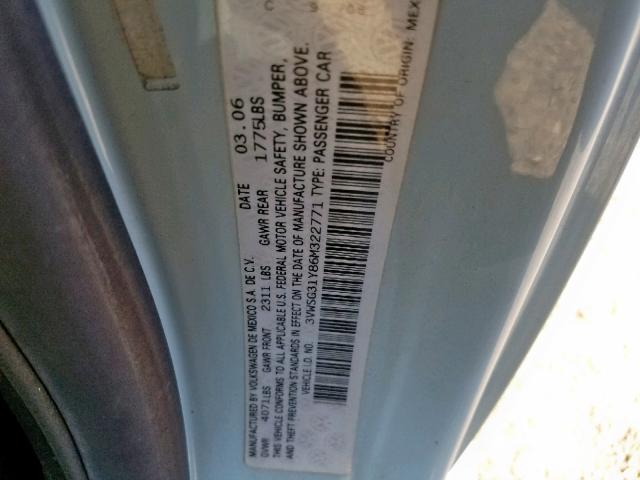 MANUFACTURED BY VOLKSWAGEN DE MEXICO S.A. DE C.V. DATE 03.06
GVWR 4071LBS GAWR FRONT 2311 LBS GAWR REAR 1775LBS
THIS VEHICLE CONFORMS TO ALL APPLICABLE U.S. FEDERAL MOTOR VEHICLE SAFETY, BUMPER,
AND THEFT PREVENTION STANDARDS IN EFFECT ON THE DATE OF MANUFACTURE SHOWN ABOVE.
VEHICLE I.D. NO. 3VWSG31Y86M322771 TYPE: PASSENGER CAR
COUNTRY OF ORIGIN: MEX